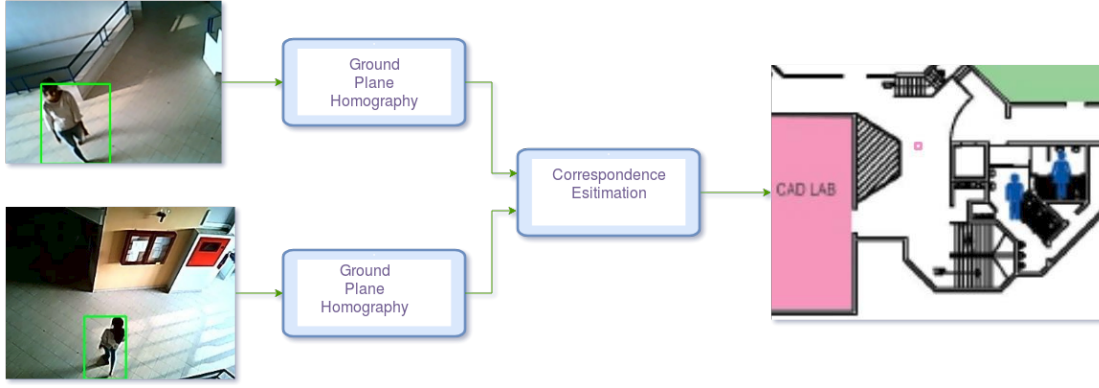 Ground
Plane
Homography
Ground
Plane
Homography
Correspondence
Esitimation
CAD LAB